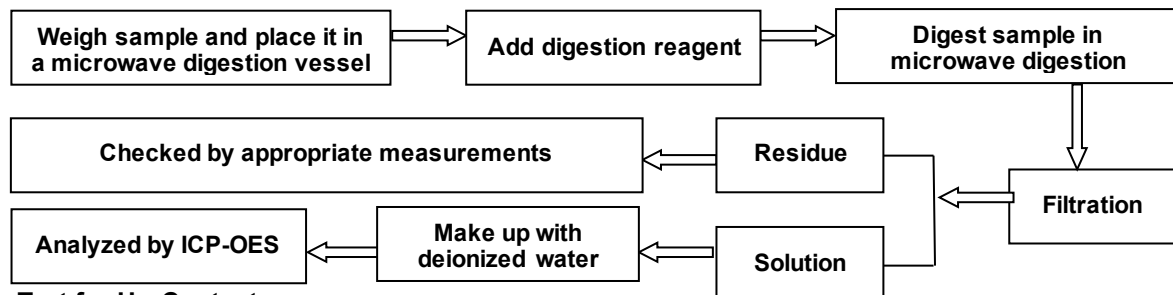 Weigh sample and place it in
a microwave digestion vessel
Add digestion reagent
Digest sample in
microwave digestion
Checked by appropriate measurements
Residue
Filtration
Analyzed by ICP-OES
Make up with
deionized water
Solution